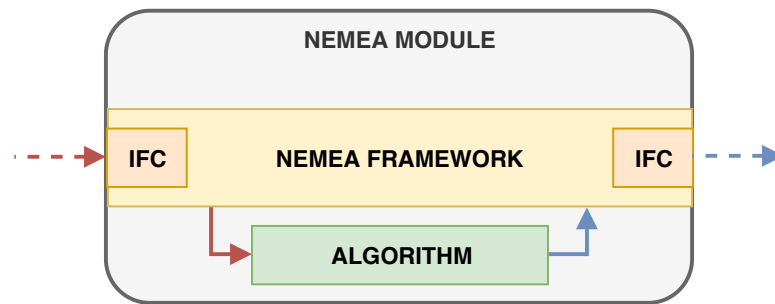 NEMEA MODULE
IFC
NEMEA FRAMEWORK
IFC
ALGORITHM